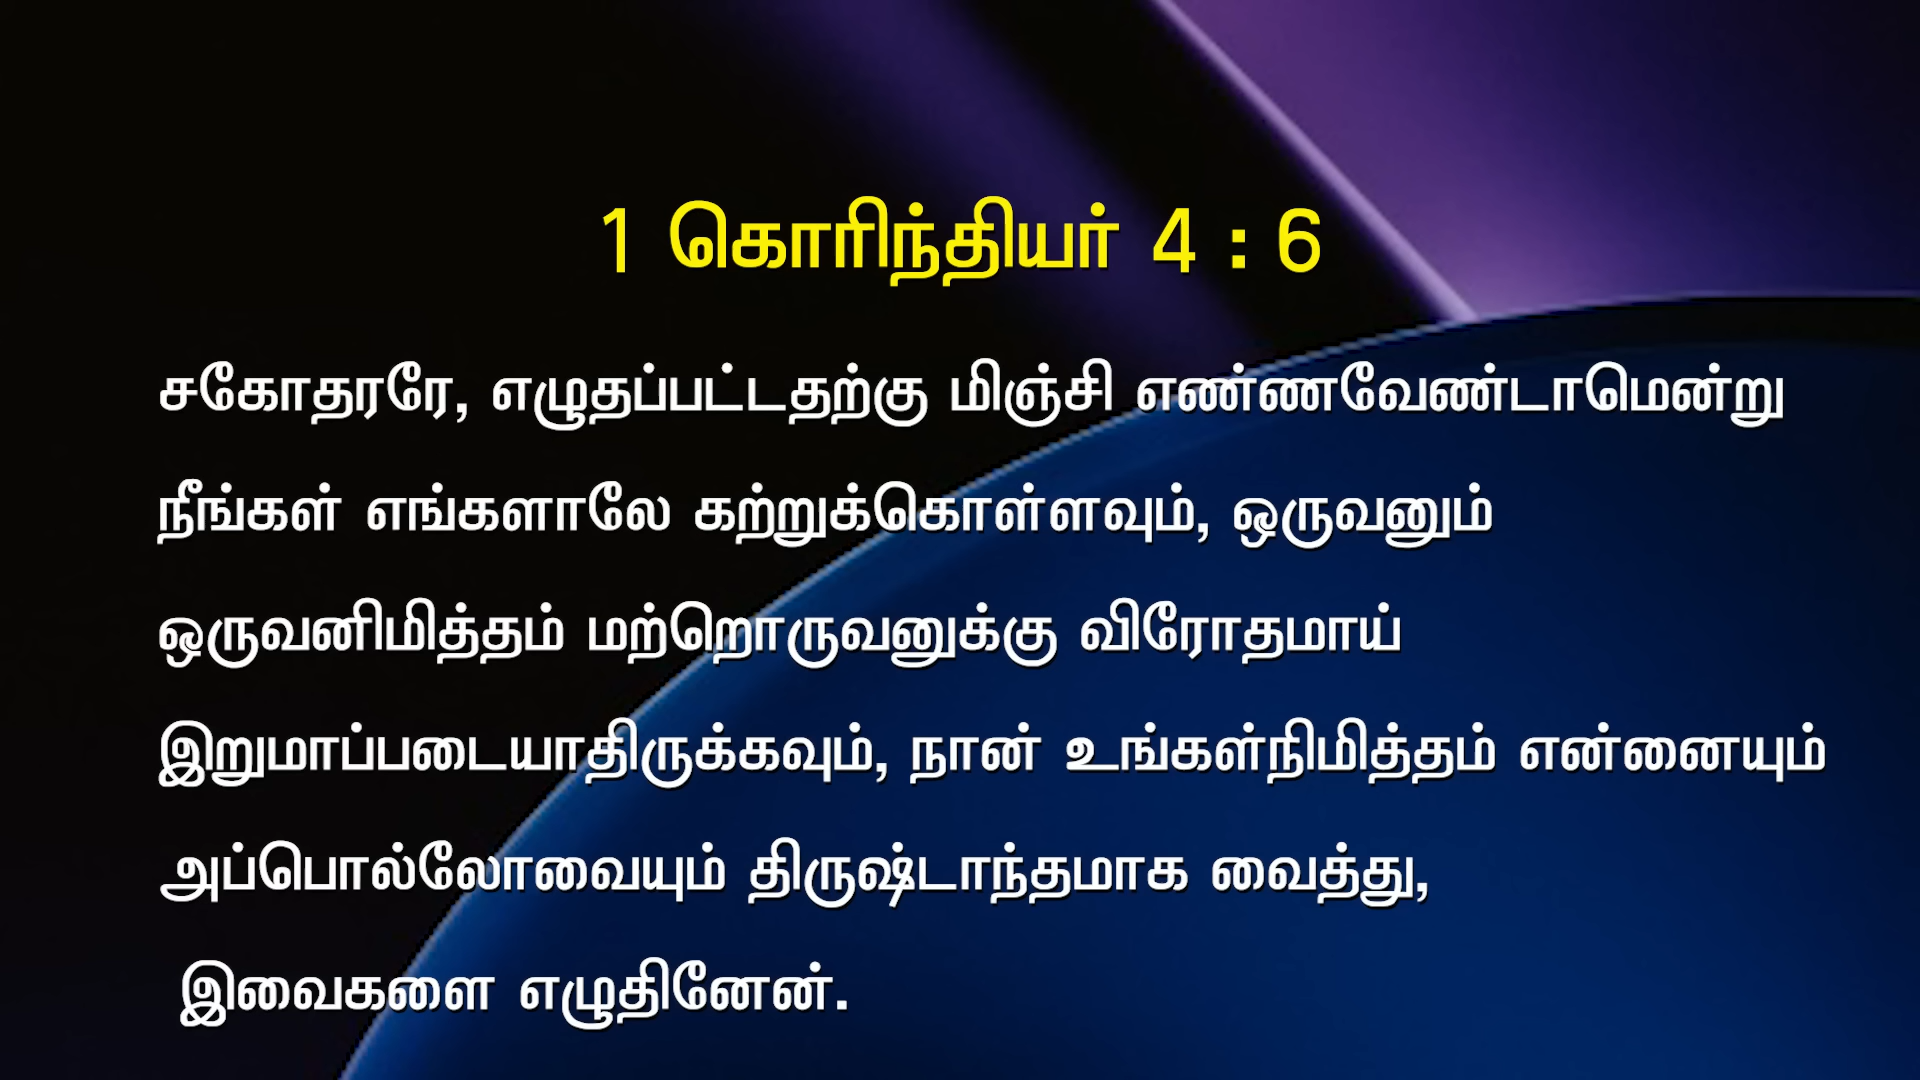 1 கொரிந்தியர் 4 : 6
சகோதரரே, எழுதப்பட்டதற்கு மிஞ்சி எண்ணவேண்டாமென்று
நீங்கள் எங்களாலே கற்றுக்கொள்ளவும், ஒருவனும்
ஒருவனிமித்தம் மற்றொருவனுக்கு விரோதமாய்
இறுமாப்படையாதிருக்கவும், நான் உங்கள்நிமித்தம் என்னையும்
அப்பொல்லோவையும் திருஷ்டாந்தமாக வைத்து,
இவைகளை எழுதினேன்.